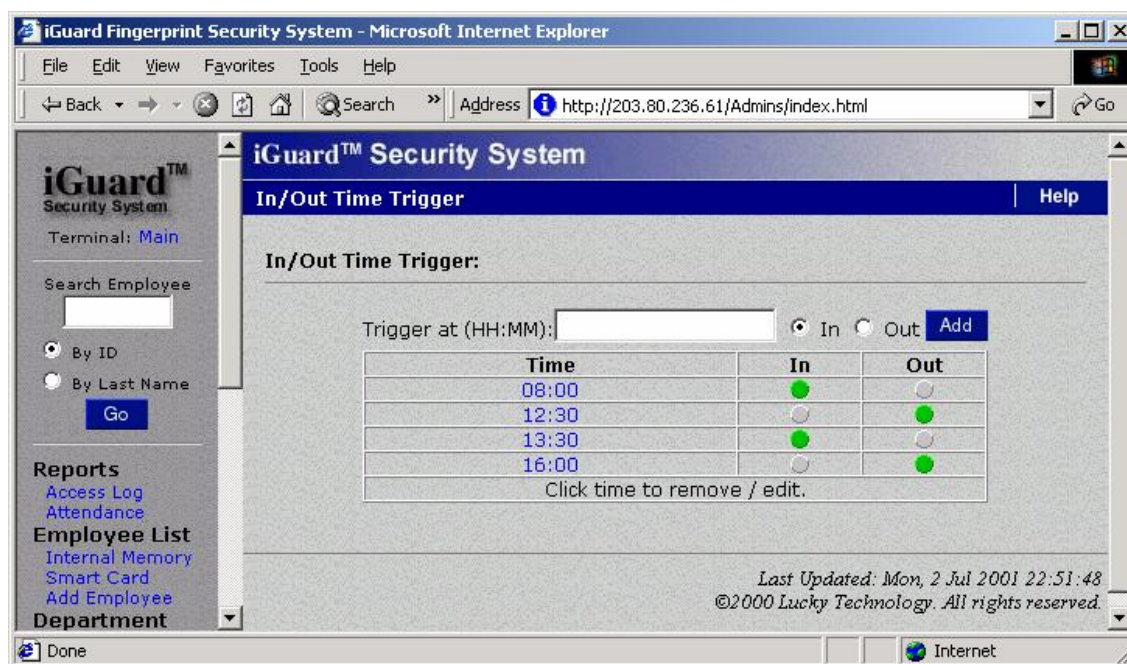 iGuard Fingerprint Security System - Microsoft Internet Explorer
File Edit View Favorites Tools Help
Back Search » Address http://203.80.236.61/Admins/index.html Go
iGuard™
Security System
Terminal: Main
Search Employee
By ID
By Last Name
Go
Reports
Access Log
Attendance
Employee List
Internal Memory
Smart Card
Add Employee
Department
iGuard™ Security System
In/Out Time Trigger Help
In/Out Time Trigger:
Trigger at (HH:MM): In Out Add
Time In Out
08:00
12:30
13:30
16:00
Click time to remove / edit.
Last Updated: Mon, 2 Jul 2001 22:51:48
©2000 Lucky Technology. All rights reserved.
Done Internet